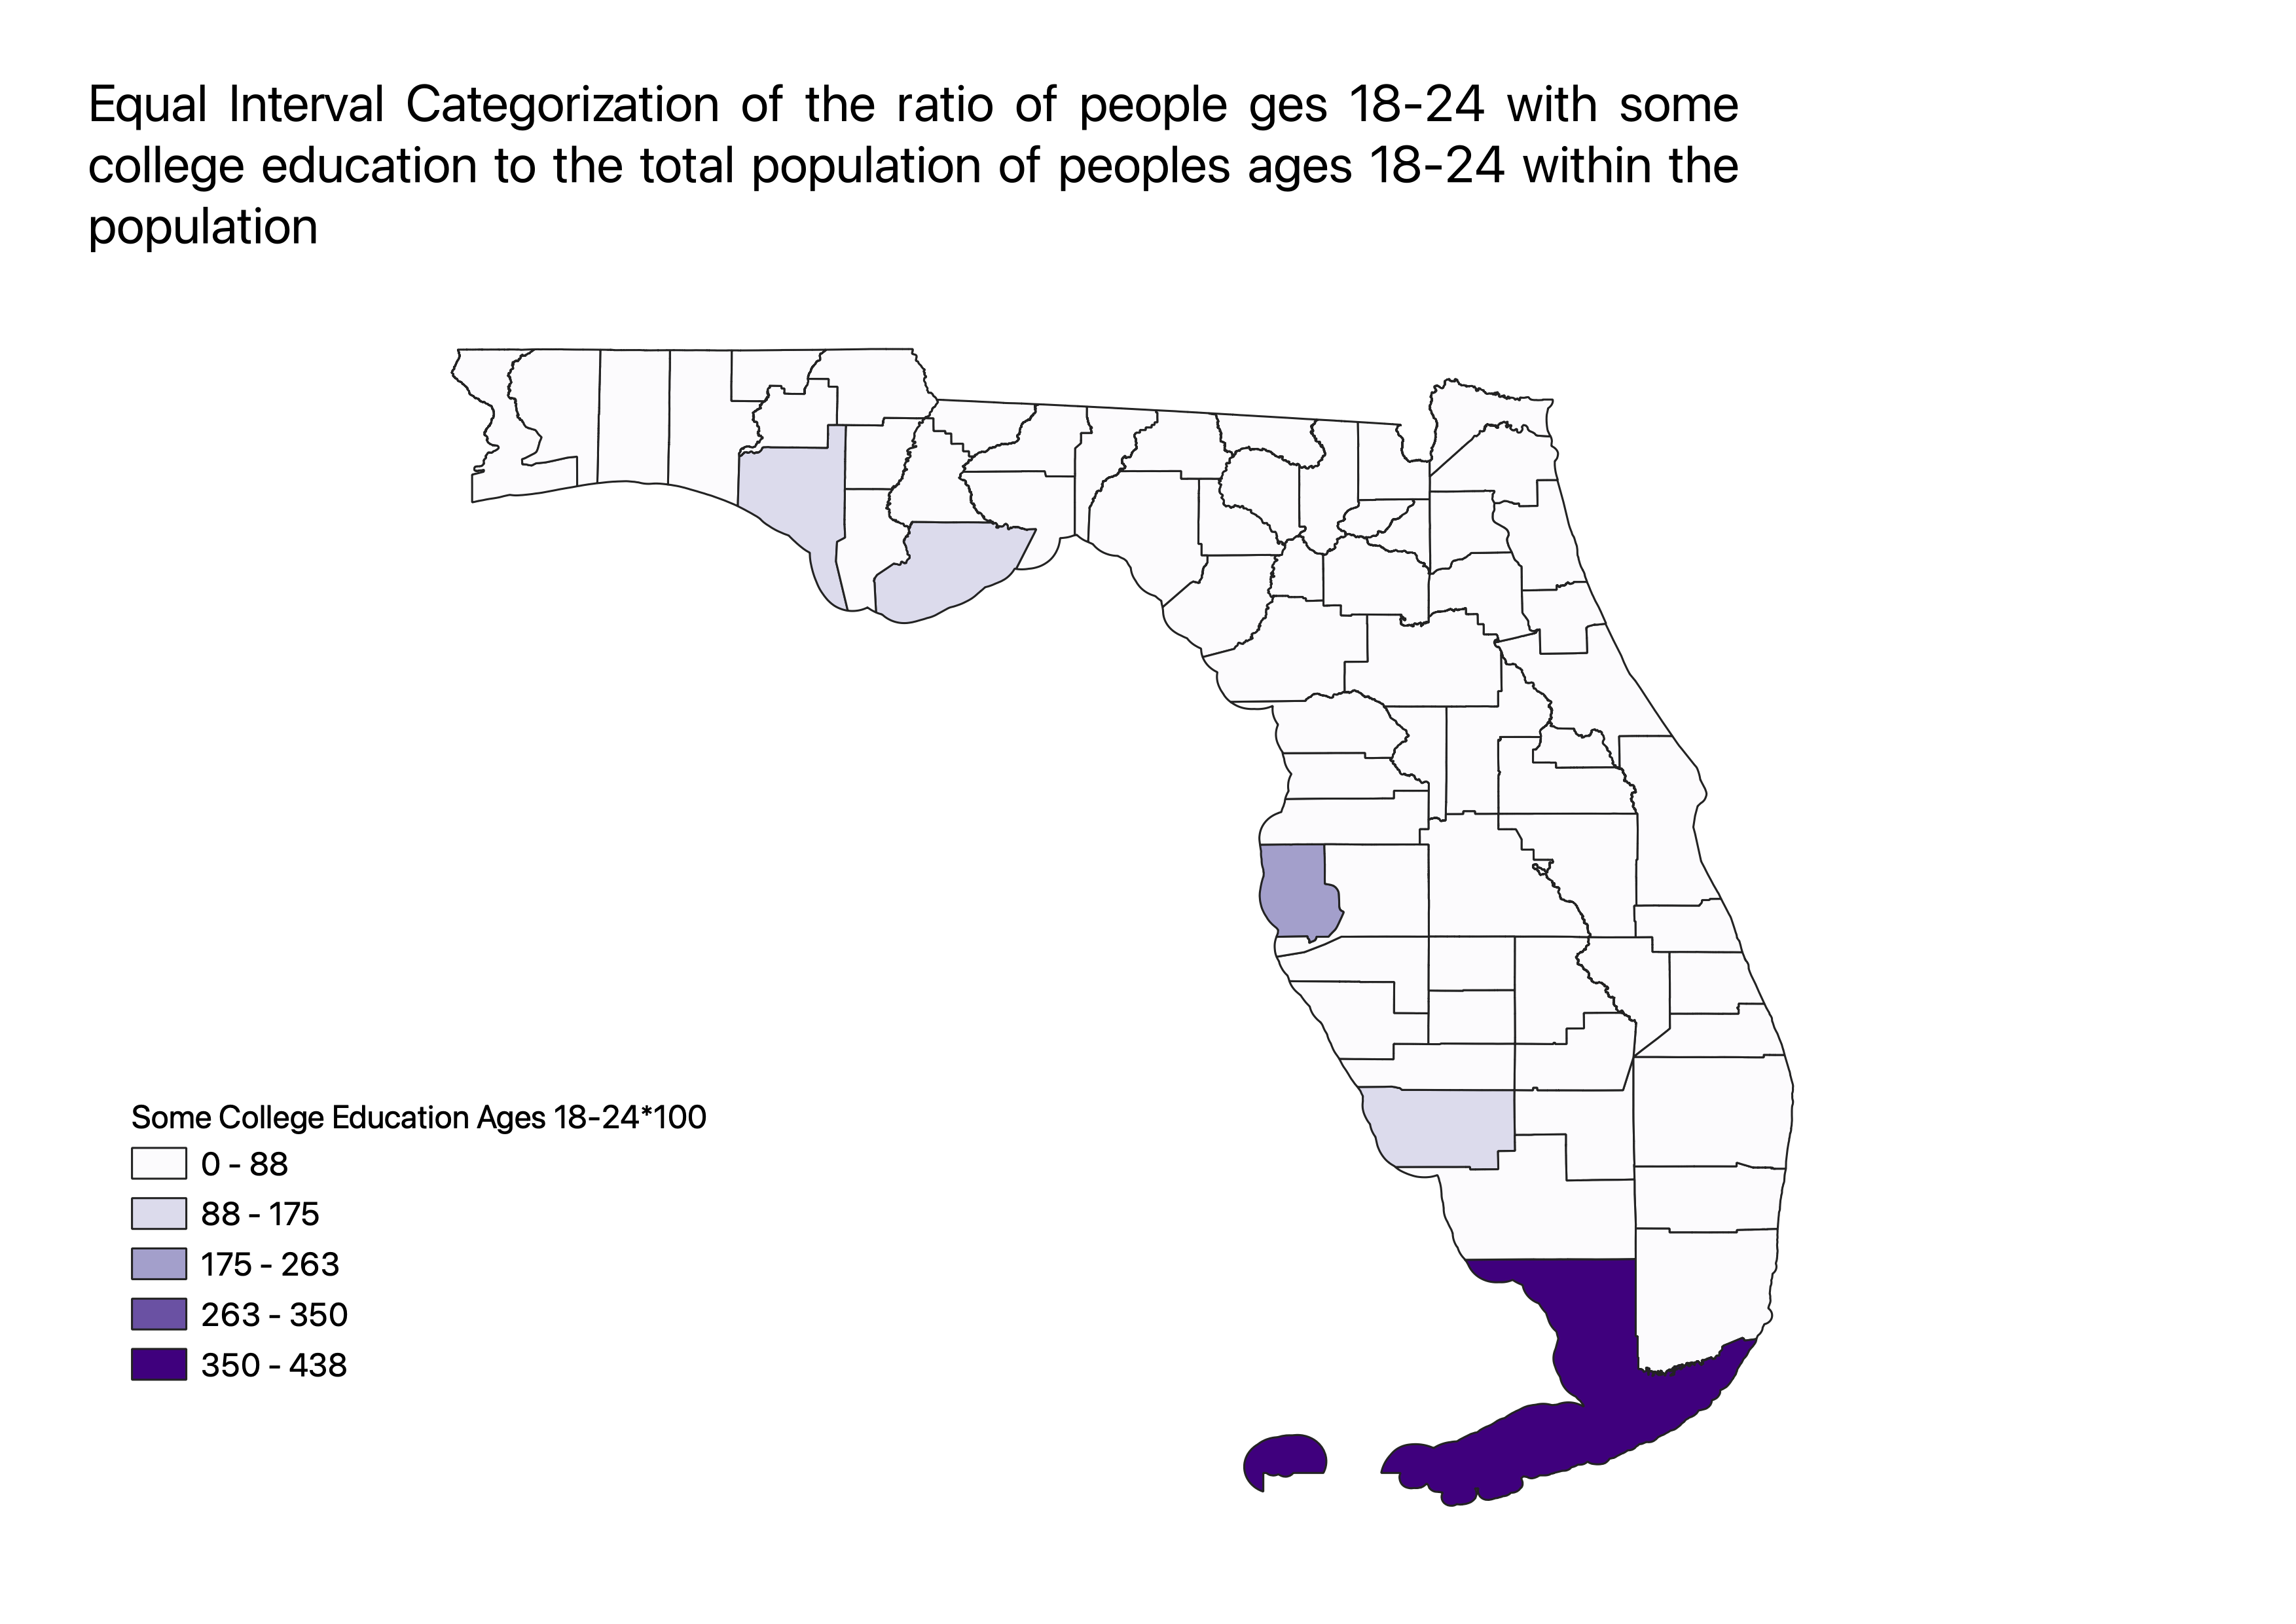 Equal Interval Categorization of the ratio of people ges 18-24 with some
college education to the total population of peoples ages 18-24 within the
population
Some College Education Ages 18-24*100
0 - 88
88 - 175
175 - 263
263 - 350
350 - 438